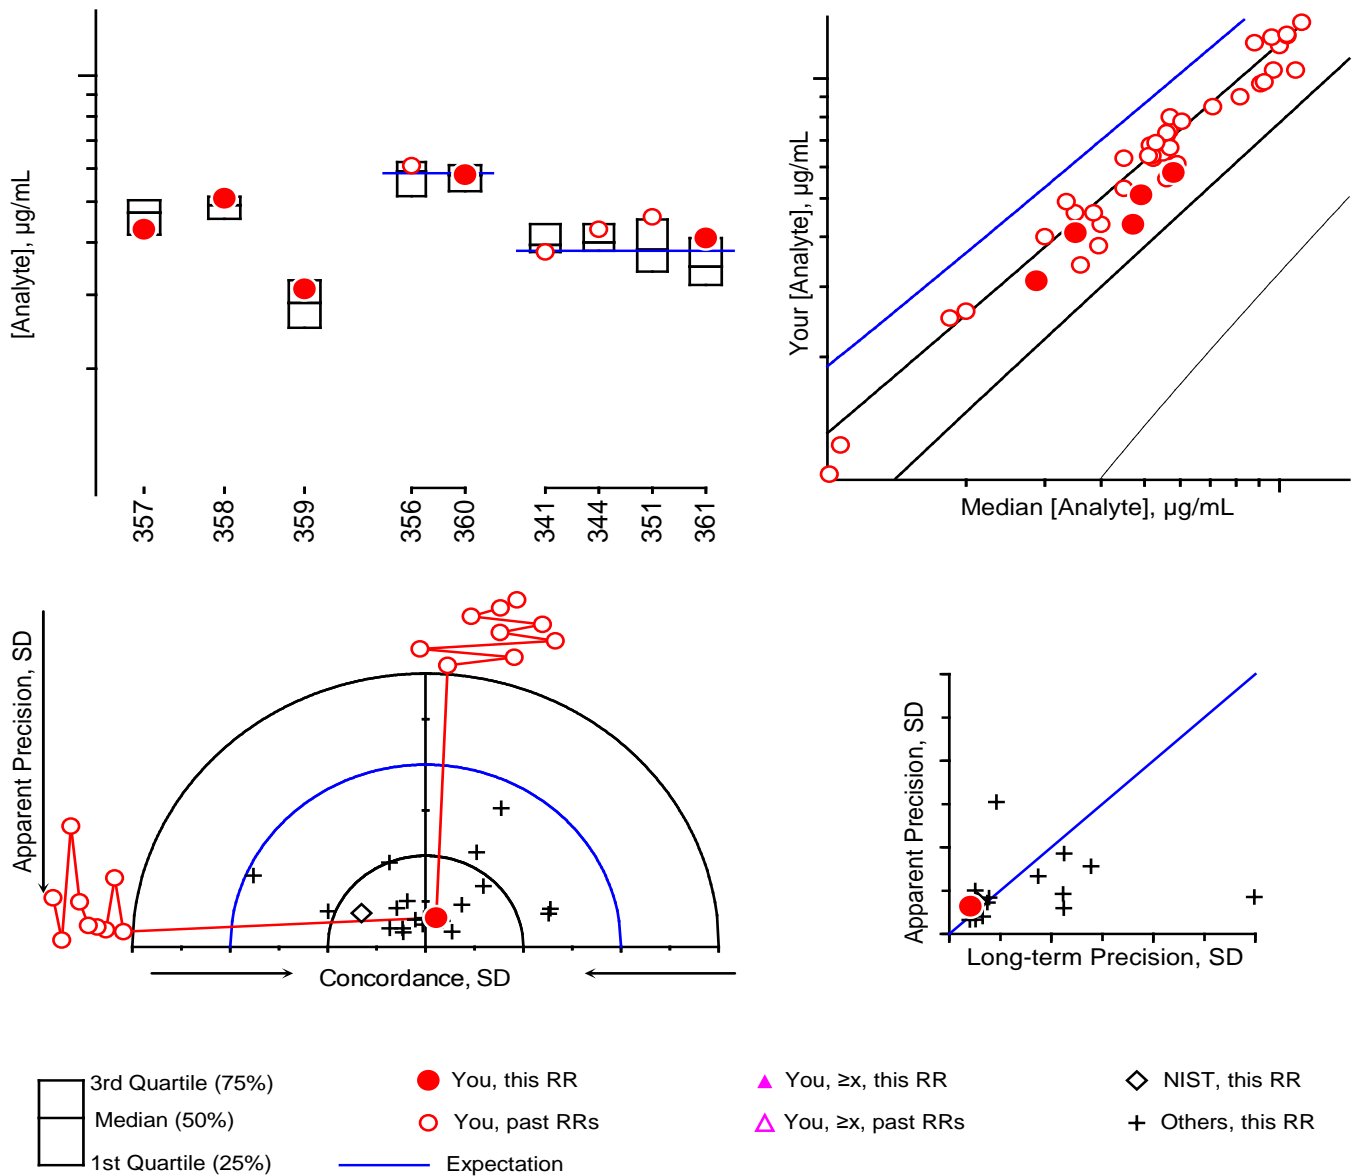 [Analyte], µg/mL
357
358
359
356
360
341
344
351
361
Your [Analyte], µg/mL
Median [Analyte], µg/mL
Apparent Precision, SD
Concordance, SD
Apparent Precision, SD
Long-term Precision, SD
3rd Quartile (75%)
Median (50%)
1st Quartile (25%)
You, this RR
You, past RRs
Expectation
You, ≥x, this RR
You, ≥x, past RRs
NIST, this RR
Others, this RR